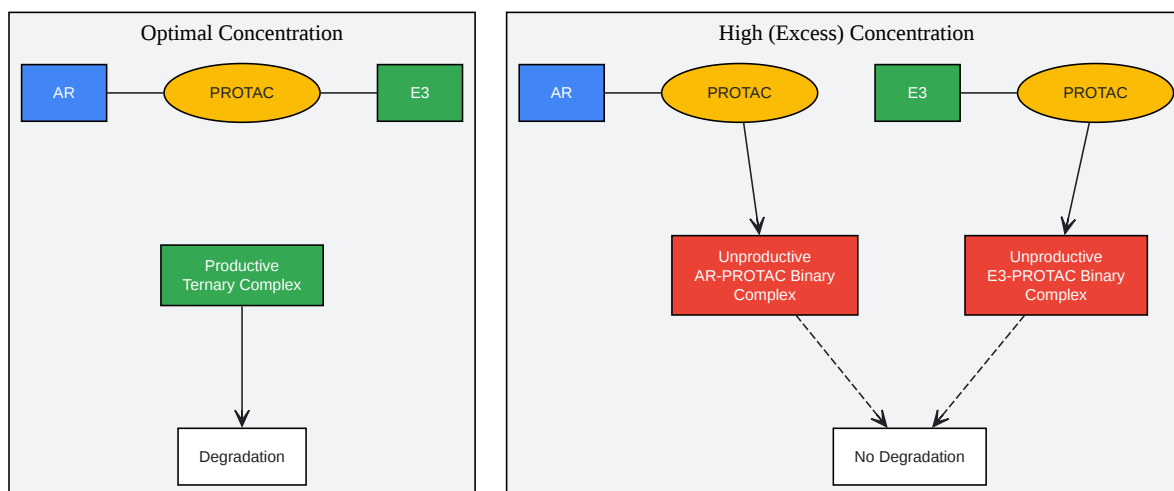 Optimal Concentration
AR
PROTAC
E3
Productive
Ternary Complex
Degradation
High (Excess) Concentration
AR
PROTAC
E3
PROTAC
Unproductive
AR-PROTAC Binary
Complex
Unproductive
E3-PROTAC Binary
Complex
No Degradation